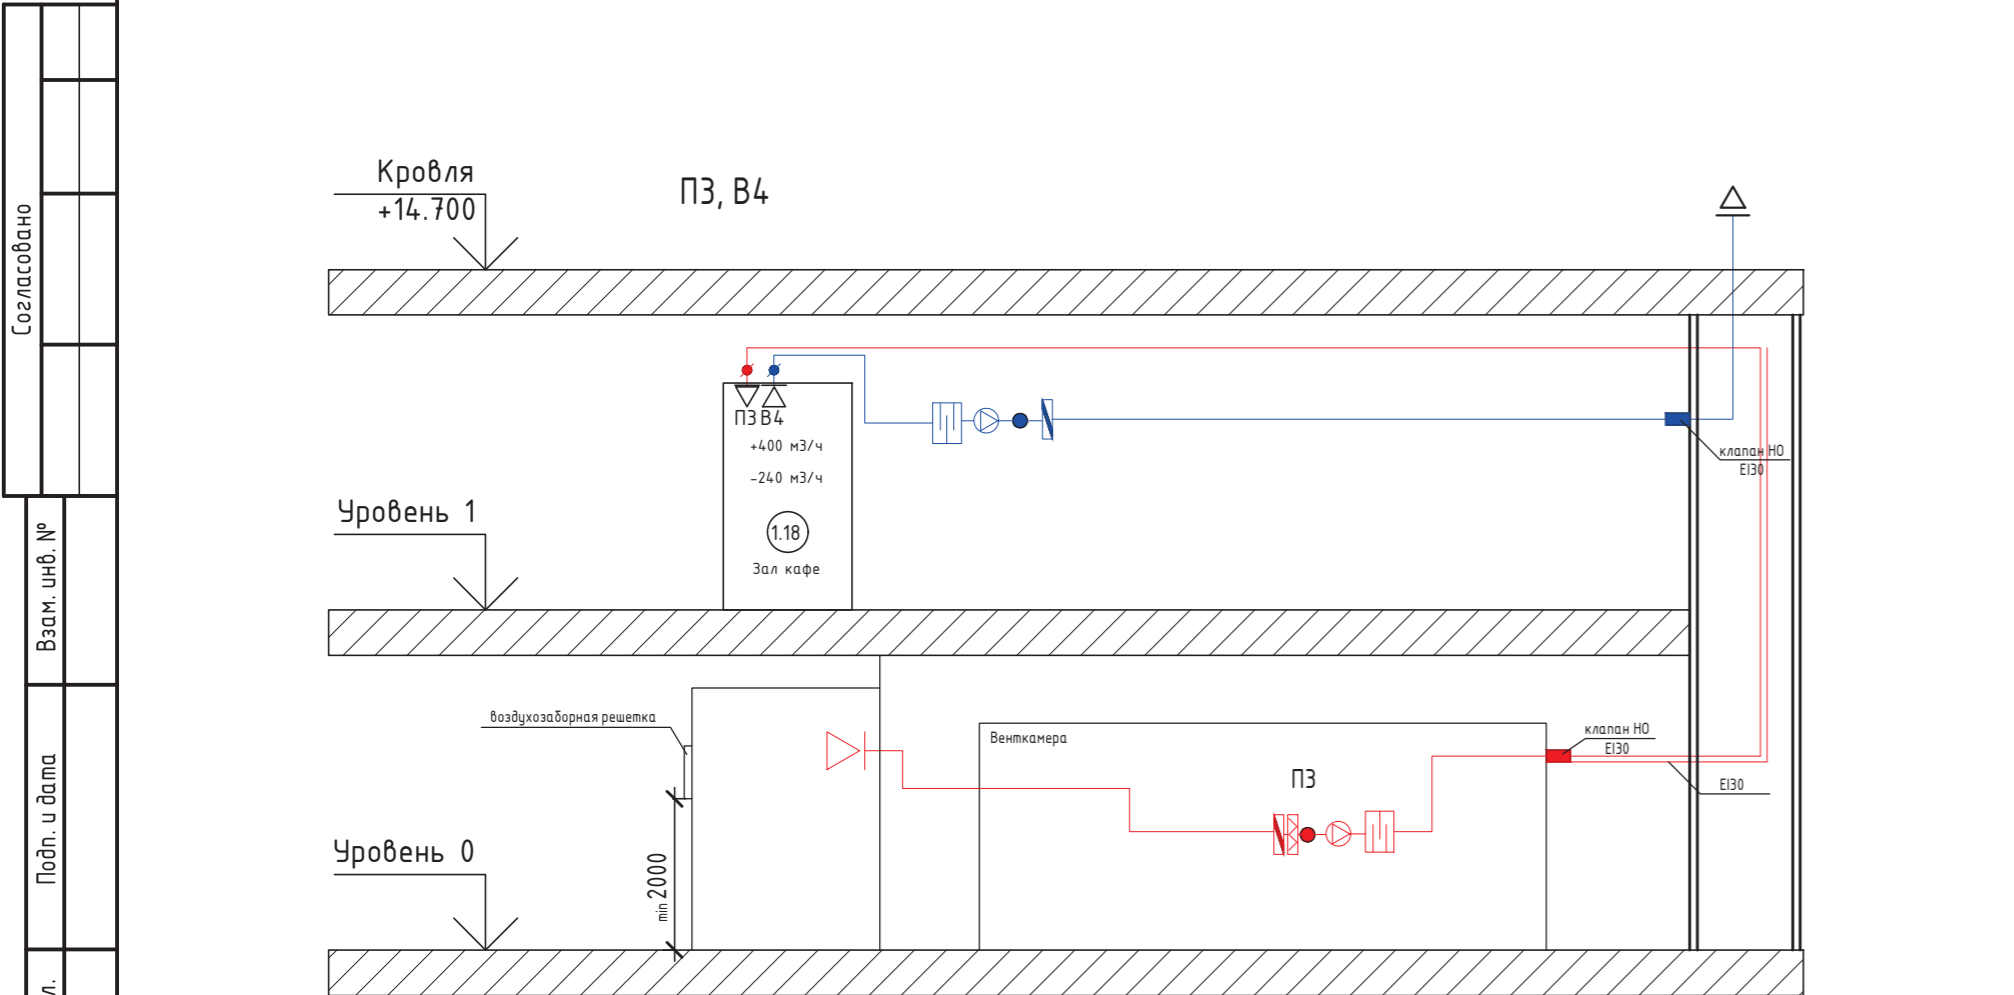 Согласовано
Взам. инв. №
Подп. и дата
Кровля
+14.700
П3, В4
П3 В4
+400 м3/ч
-240 м3/ч
1.18
Зал кафе
клапан НО
EI30
Уровень 1
воздухозаборная решетка
Венткамера
П3
клапан НО
EI30
EI30
Уровень 0
min 2000
л.